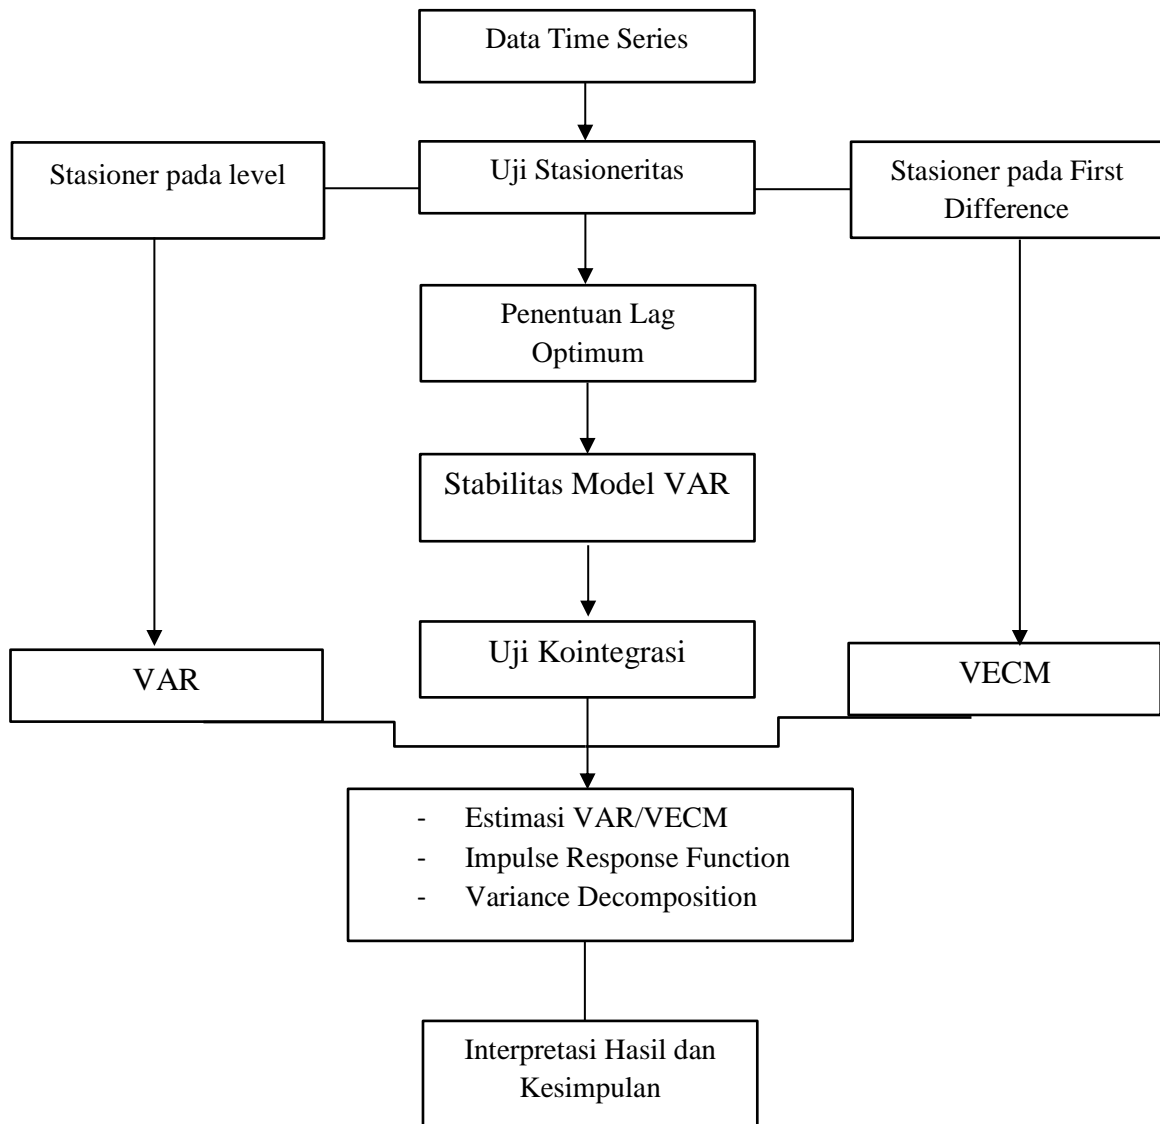 Data Time Series
Stasioner pada level
Uji Stasioneritas
Stasioner pada First
Difference
Penentuan Lag
Optimum
Stabilitas Model VAR
Uji Kointegrasi
VAR
VECM
- Estimasi VAR/VECM
- Impulse Response Function
- Variance Decomposition
Interpretasi Hasil dan
Kesimpulan